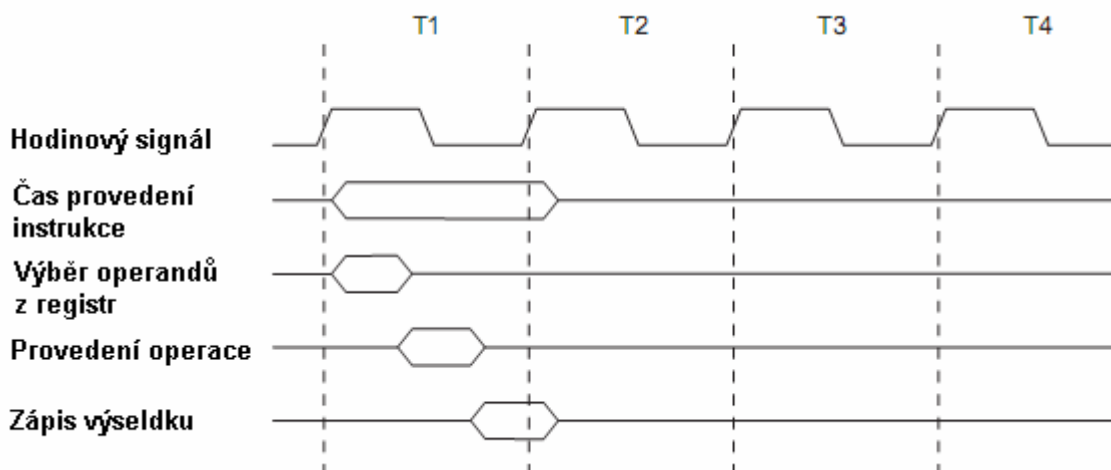 T1 T2 T3 T4
Hodinový signál
Čas provedení
instrukce
Výběr operandů
z registr
Provedení operace
Zápis výseldku